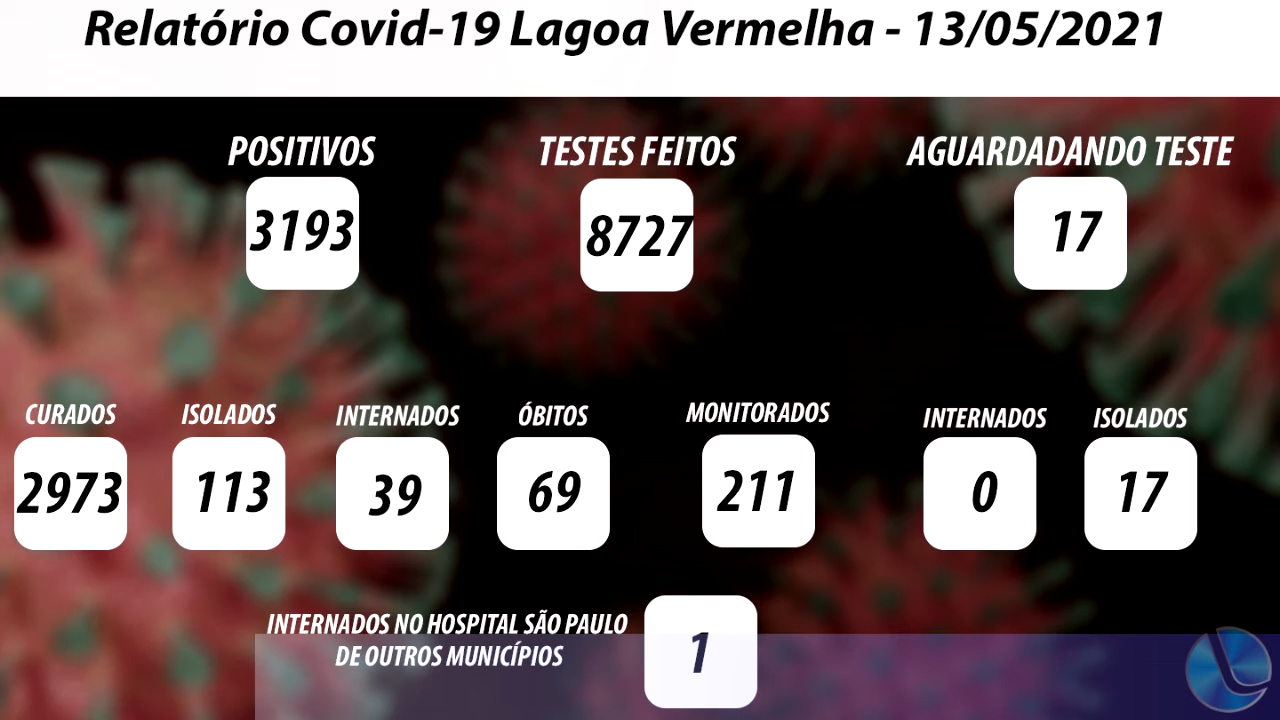 Relatório Covid-19 Lagoa Vermelha - 13/05/2021
POSITIVOS
TESTES FEITOS
AGUARDADANDO TESTE
3193
8727
17
CURADOS
ISOLADOS
INTERNADOS
ÓBITOS
MONITORADOS
INTERNADOS
ISOLADOS
2973
113
39
69
211
0
17
INTERNADOS NO HOSPITAL SÃO PAULO
DE OUTROS MUNICÍPIOS
1